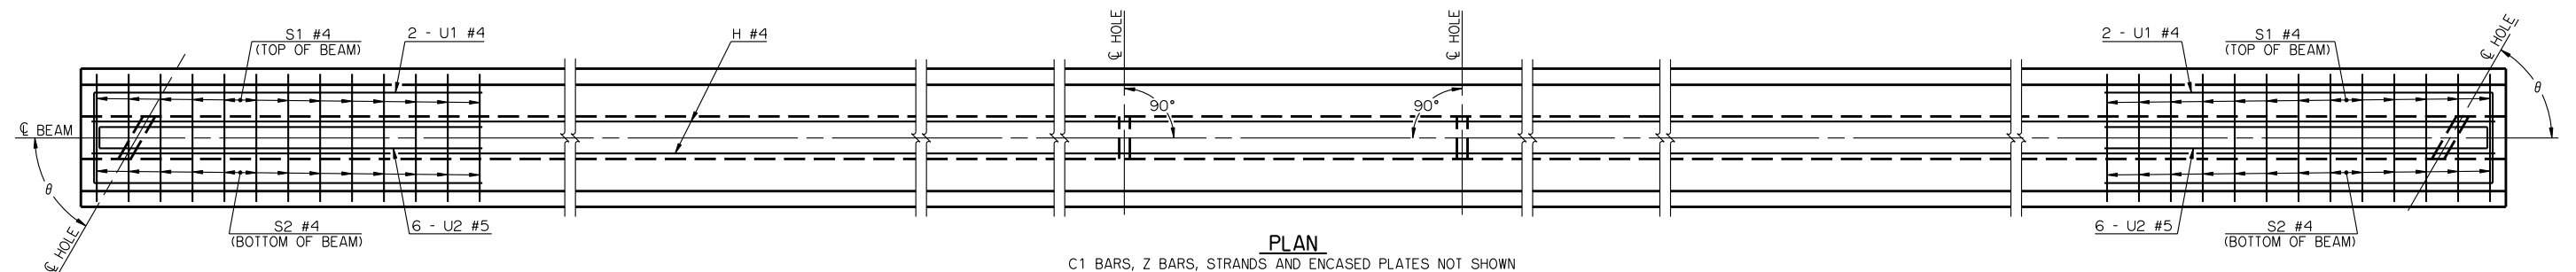 S1 #4
(TOP OF BEAM)
2 - U1 #4
H #4
℄ HOLE
℄ HOLE
2 - U1 #4
S1 #4
(TOP OF BEAM)
℄ HOLE
θ
90°
90°
℄ BEAM
θ
℄ HOLE
S2 #4
(BOTTOM OF BEAM)
6 - U2 #5
6 - U2 #5
S2 #4
(BOTTOM OF BEAM)
PLAN
C1 BARS, Z BARS, STRANDS AND ENCASED PLATES NOT SHOWN